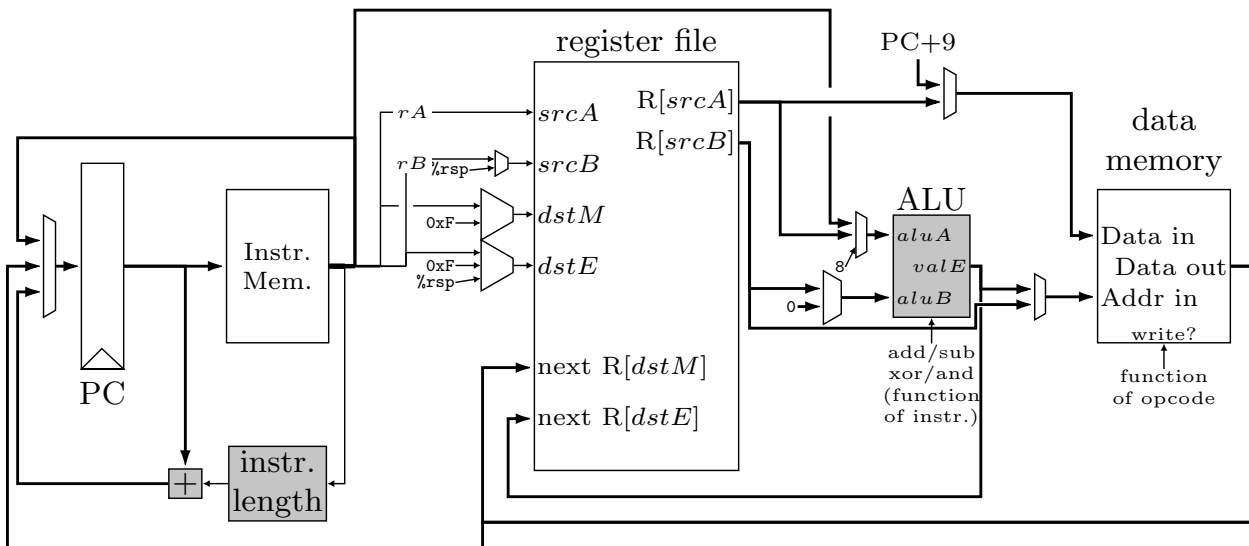 register file
PC+9
data
memory
rA
srcA
R[srcA]
rB
%rsp
srcB
R[srcB]
0xF
dstM
0xF
%rsp
dstE
PC
Instr.
Mem.
ALU
aluA
valE
aluB
8
0
Data in
Data out
Addr in
write?
add/sub
xor/and
(function
of instr.)
function
of opcode
next R[dstM]
next R[dstE]
+
instr.
length